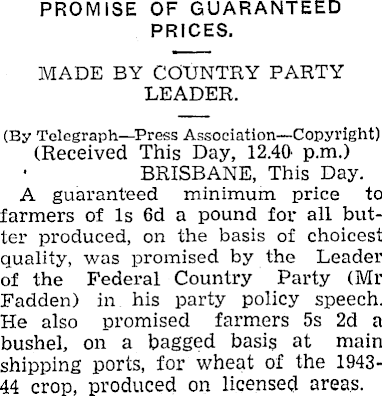 PROMISE OF GUARANTEED
PRICES.
MADE BY COUNTRY PARTY
LEADER.
(By Telegraph—Press Association—Copyright)
(Received This Day, 12.40 p.m.)
BRISBANE, This Day.
A guaranteed minimum price to
farmers of 1s 6d a pound for all but-
ter produced, on the basis of choicest
quality, was promised by the Leader
of the Federal Country Party (Mr
Fadden) in his party policy speech.
He also promised farmers 5s 2d a
bushel, on a bagged basis at main
shipping ports, for wheat of the 1943-
44 crop, produced on licensed areas.